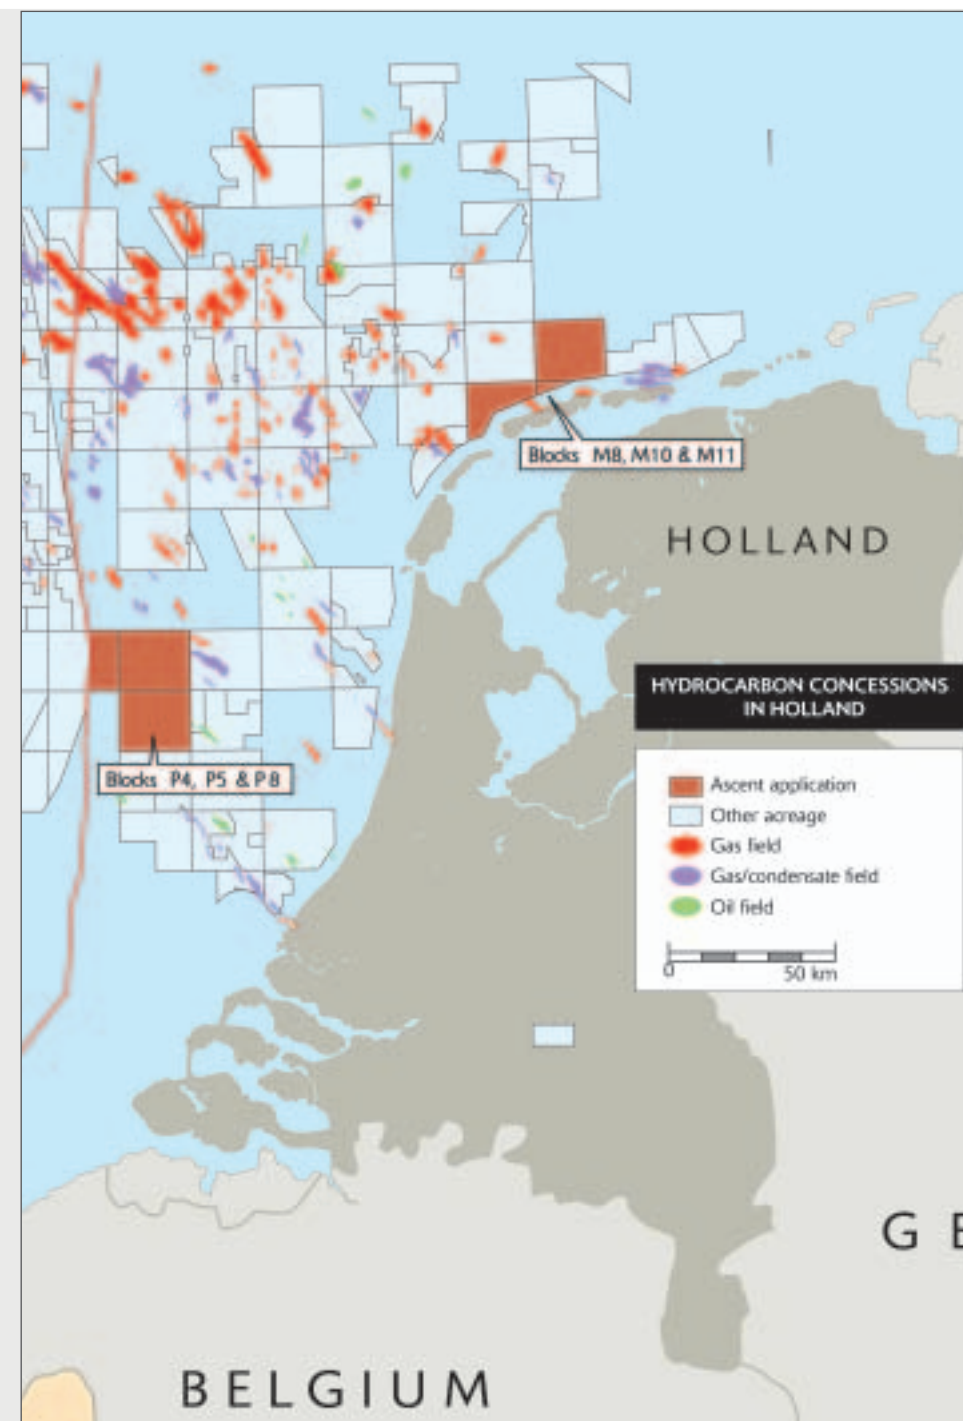 Blocks M8, M10 & M11
HOLLAND
HYDROCARBON CONCESSIONS
IN HOLLAND
Blocks P4, P5 & P8
Ascent application
Other acreage
Gas field
Gas/condensate field
Oil field
0 50 km
G E
BELGIUM